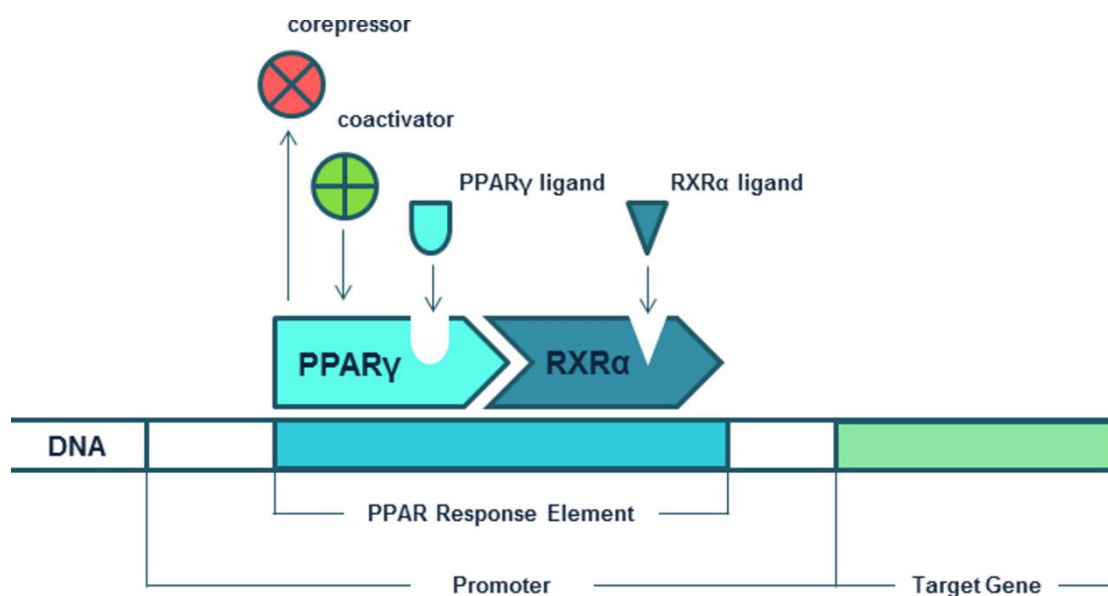 corepressor
coactivator
PPARγ ligand
RXRα ligand
PPARγ
RXRα
DNA
PPAR Response Element
Promoter
Target Gene